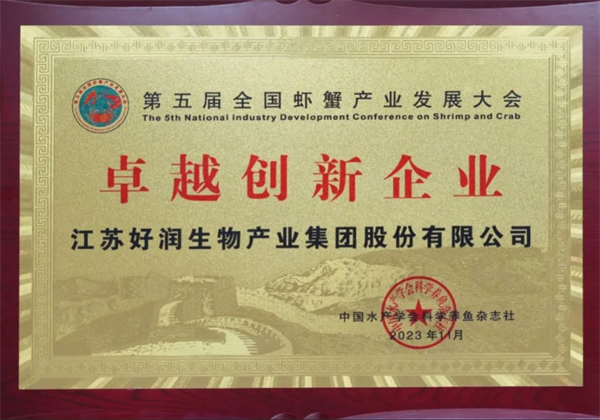 第五届全国虾蟹产业发展大会
The 5th National Industry Development Conference on Shrimp and Crab
卓越创新企业
江苏好润生物产业集团股份有限公司
中国水产学会科学养鱼杂志社
2023年11月